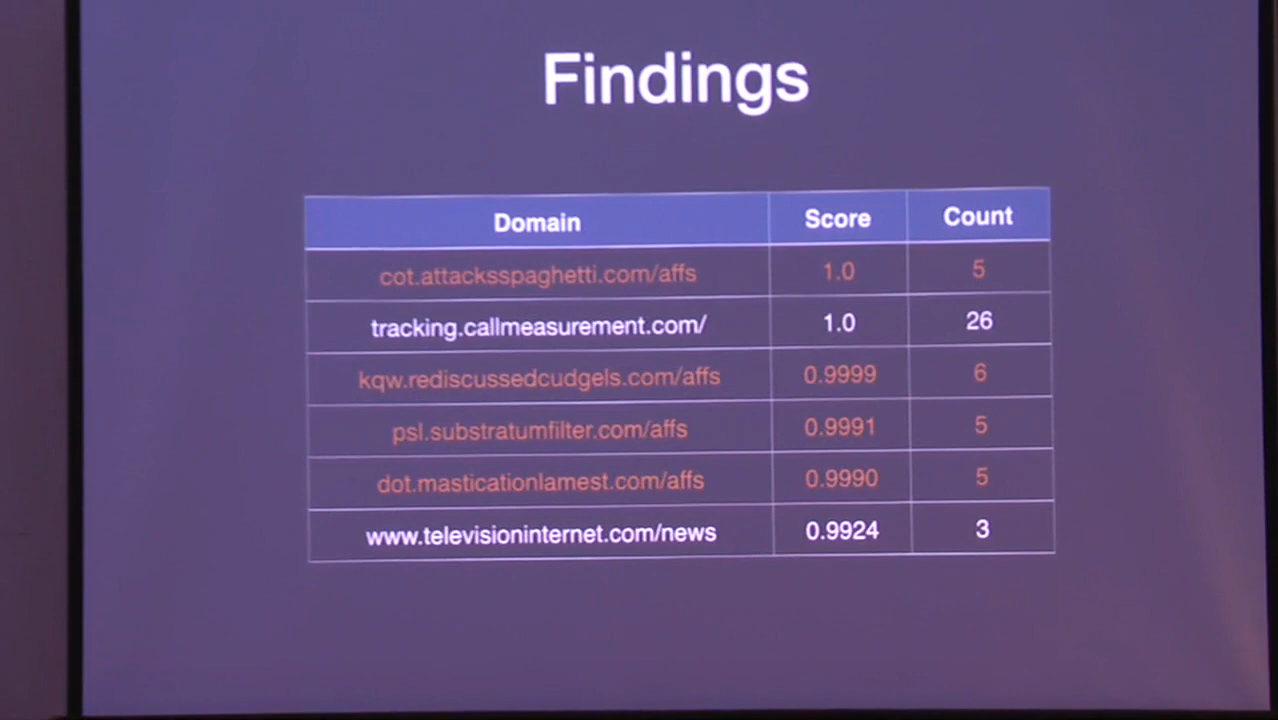 Findings
Domain Score Count
cot.attacksspaghetti.com/affs 1.0 5
tracking.callmeasurement.com/ 1.0 26
kqw.rediscussedcudgels.com/affs 0.9999 6
psl.substratumfilter.com/affs 0.9991 5
dot.masticationlamest.com/affs 0.9990 5
www.televisioninternet.com/news 0.9924 3